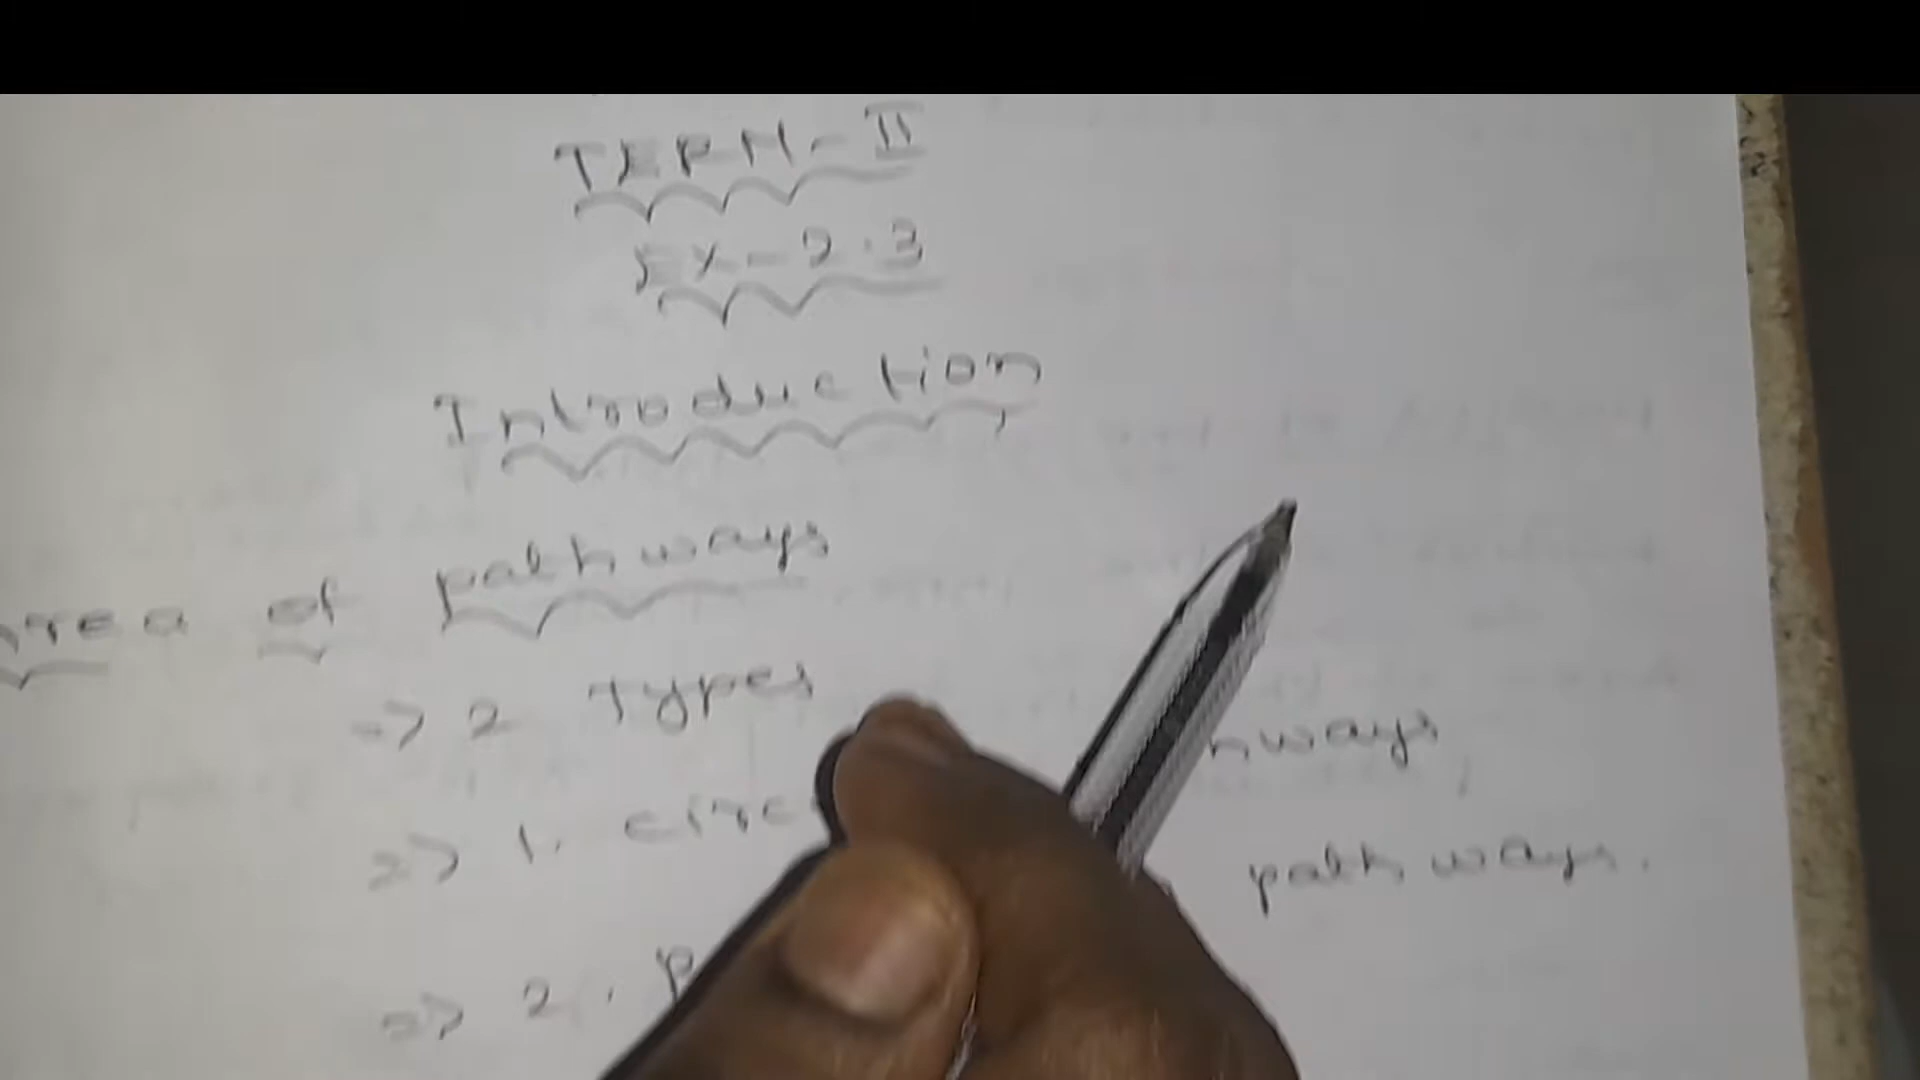 TERM-II
EX-2.3
Introduction
area of pathways
=> 2 Types
=> 1. circ hways
=> 2. P pathways.